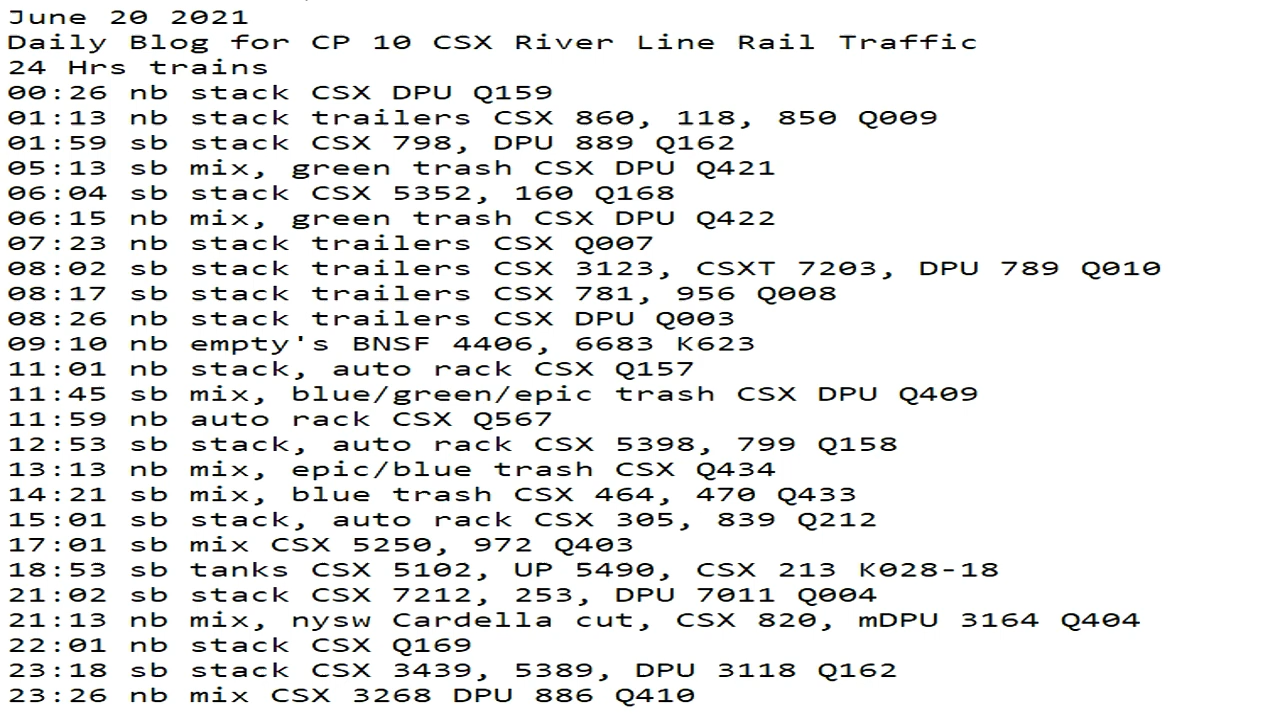 June 20 2021
Daily Blog for CP 10 CSX River Line Rail Traffic
24 Hrs trains
00:26 nb stack CSX DPU Q159
01:13 nb stack trailers CSX 860, 118, 850 Q009
01:59 sb stack CSX 798, DPU 889 Q162
05:13 sb mix, green trash CSX DPU Q421
06:04 sb stack CSX 5352, 160 Q168
06:15 nb mix, green trash CSX DPU Q422
07:23 nb stack trailers CSX Q007
08:02 sb stack trailers CSX 3123, CSXT 7203, DPU 789 Q010
08:17 sb stack trailers CSX 781, 956 Q008
08:26 nb stack trailers CSX DPU Q003
09:10 nb empty's BNSF 4406, 6683 K623
11:01 nb stack, auto rack CSX Q157
11:45 sb mix, blue/green/epic trash CSX DPU Q409
11:59 nb auto rack CSX Q567
12:53 sb stack, auto rack CSX 5398, 799 Q158
13:13 nb mix, epic/blue trash CSX Q434
14:21 sb mix, blue trash CSX 464, 470 Q433
15:01 sb stack, auto rack CSX 305, 839 Q212
17:01 sb mix CSX 5250, 972 Q403
18:53 sb tanks CSX 5102, UP 5490, CSX 213 K028-18
21:02 sb stack CSX 7212, 253, DPU 7011 Q004
21:13 nb mix, nysw Cardella cut, CSX 820, mDPU 3164 Q404
22:01 nb stack CSX Q169
23:18 sb stack CSX 3439, 5389, DPU 3118 Q162
23:26 nb mix CSX 3268 DPU 886 Q410